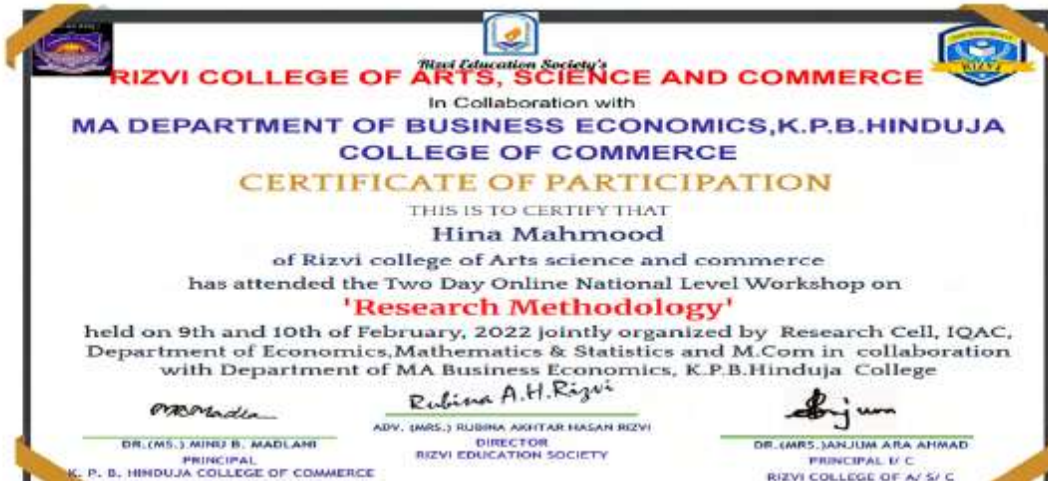 Rizvi Education Society's
RIZVI COLLEGE OF ARTS, SCIENCE AND COMMERCE
In Collaboration with
MA DEPARTMENT OF BUSINESS ECONOMICS,K.P.B.HINDUJA
COLLEGE OF COMMERCE
CERTIFICATE OF PARTICIPATION
THIS IS TO CERTIFY THAT
Hina Mahmood
of Rizvi college of Arts science and commerce
has attended the Two Day Online National Level Workshop on
'Research Methodology'
held on 9th and 10th of February, 2022 jointly organized by Research Cell, IQAC,
Department of Economics,Mathematics & Statistics and M.Com in collaboration
with Department of MA Business Economics, K.P.B.Hinduja College
Rubina A.H.Rizvi
ADV. (MRS.) RUBINA AKHTAR HASAN RIZVI
DIRECTOR
RIZVI EDUCATION SOCIETY
DR.(MS.) MINU B. MADLANI
PRINCIPAL
K. P. B. HINDUJA COLLEGE OF COMMERCE
DR.(MRS.)ANJUM ARA AHMAD
PRINCIPAL I/ C
RIZVI COLLEGE OF A/ S/ C
RIZVI